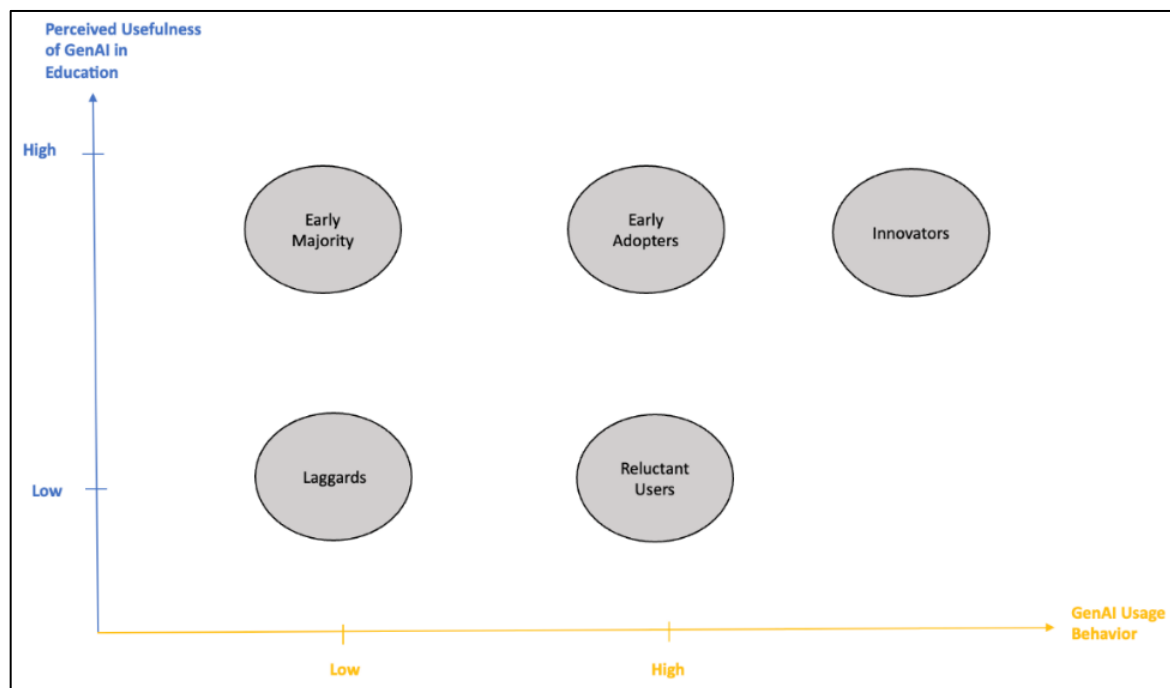 Perceived Usefulness
of GenAI in
Education
High
Early
Majority
Early
Adopters
Innovators
Laggards
Reluctant
Users
Low
GenAI Usage
Behavior
Low
High